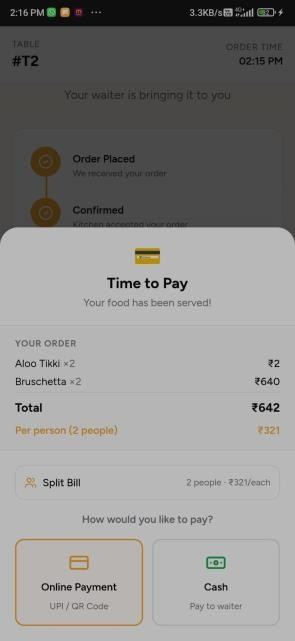 2:16 PM ... 3.3KB/s 4G+ 62
TABLE ORDER TIME
#T2 02:15 PM
Your waiter is bringing it to you
Order Placed
We received your order
Confirmed
Kitchen accepted your order
Time to Pay
Your food has been served!
YOUR ORDER
Aloo Tikki ×2 ₹2
Bruschetta ×2 ₹640
Total ₹642
Per person (2 people) ₹321
Split Bill 2 people · ₹321/each
How would you like to pay?
Online Payment Cash
UPI / QR Code Pay to waiter